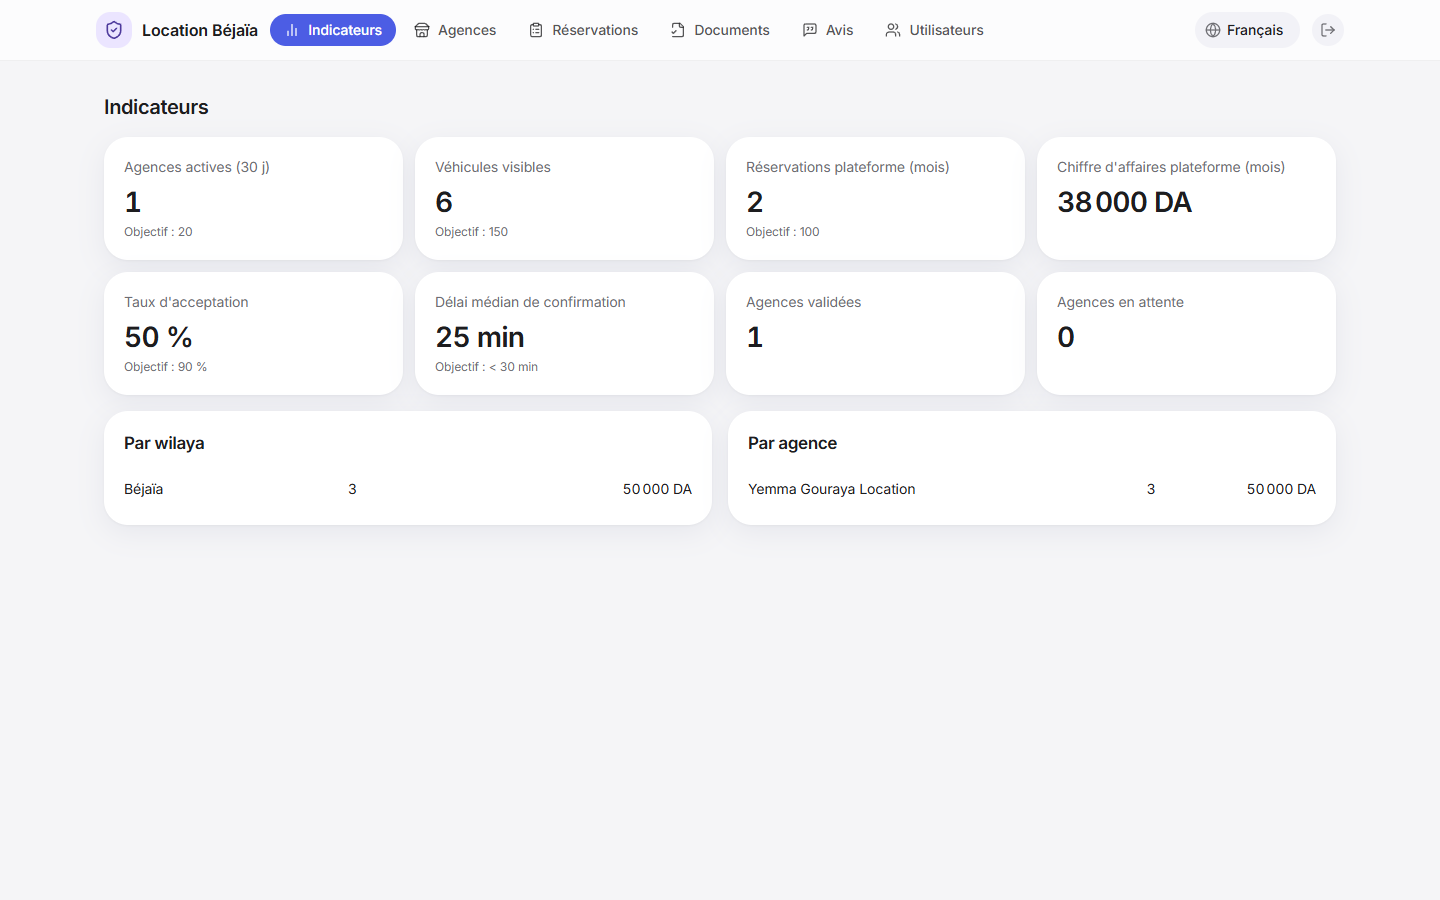 Location Béjaïa
Indicateurs
Agences
Réservations
Documents
Avis
Utilisateurs
Français
Indicateurs
Agences actives (30 j)
1
Objectif : 20
Véhicules visibles
6
Objectif : 150
Réservations plateforme (mois)
2
Objectif : 100
Chiffre d'affaires plateforme (mois)
38 000 DA
Taux d'acceptation
50 %
Objectif : 90 %
Délai médian de confirmation
25 min
Objectif : < 30 min
Agences validées
1
Agences en attente
0
Par wilaya
Béjaïa 3 50 000 DA
Par agence
Yemma Gouraya Location 3 50 000 DA